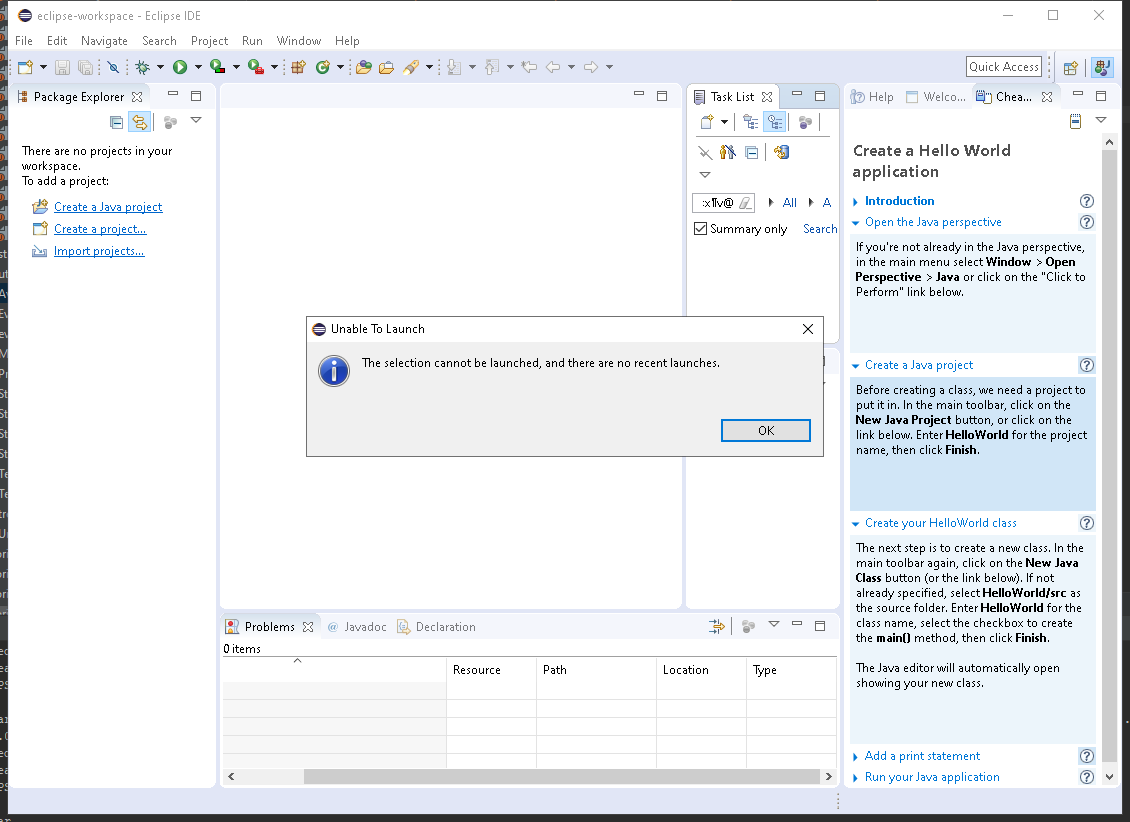 eclipse-workspace - Eclipse IDE
File Edit Navigate Search Project Run Window Help
Quick Access
Package Explorer
There are no projects in your
workspace.
To add a project:
Create a Java project
Create a project...
Import projects...
Task List
All
A
Summary only Search
Help Welco... Chea...
Create a Hello World
application
Introduction
Open the Java perspective
If you're not already in the Java perspective,
in the main menu select Window > Open
Perspective > Java or click on the "Click to
Perform" link below.
Create a Java project
Before creating a class, we need a project to
put it in. In the main toolbar, click on the
New Java Project button, or click on the
link below. Enter HelloWorld for the project
name, then click Finish.
Create your HelloWorld class
The next step is to create a new class. In the
main toolbar again, click on the New Java
Class button (or the link below). If not
already specified, select HelloWorld/src as
the source folder. Enter HelloWorld for the
class name, select the checkbox to create
the main() method, then click Finish.
The Java editor will automatically open
showing your new class.
Add a print statement
Run your Java application
Unable To Launch
The selection cannot be launched, and there are no recent launches.
OK
Problems @ Javadoc Declaration
0 items
Resource Path Location Type